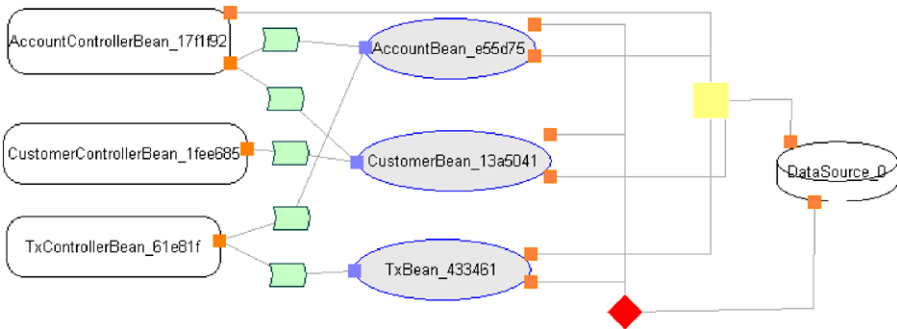 AccountControllerBean_17f1f92
AccountBean_e55d75
CustomerControllerBean_1fee685
CustomerBean_13a5041
DataSource_0
TxControllerBean_61e81f
TxBean_433461